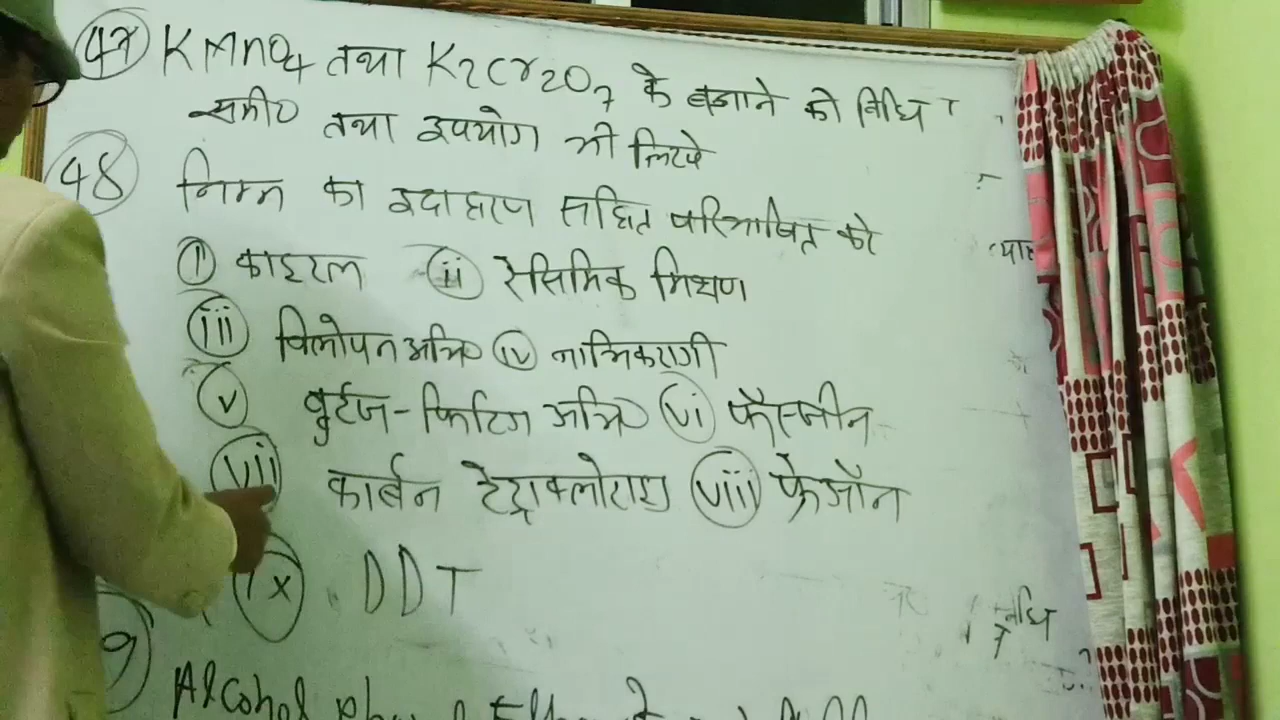 47 KMnO4 तथा K2Cr2O7 के बनाने की विधि,
समी० तथा उपयोग भी लिखें
48 निम्न का उदाहरण सहित परिभाषित करें
i काइरल ii रेसिमिक मिश्रण
iii विलोपन अभि० iv नाभिकरागी
v वुर्टज-फिटिग अभि० vi फॉस्जीन
vii कार्बन टेट्राक्लोराइड viii फ्रेऑन
ix DDT
9 Alcohol
विधि